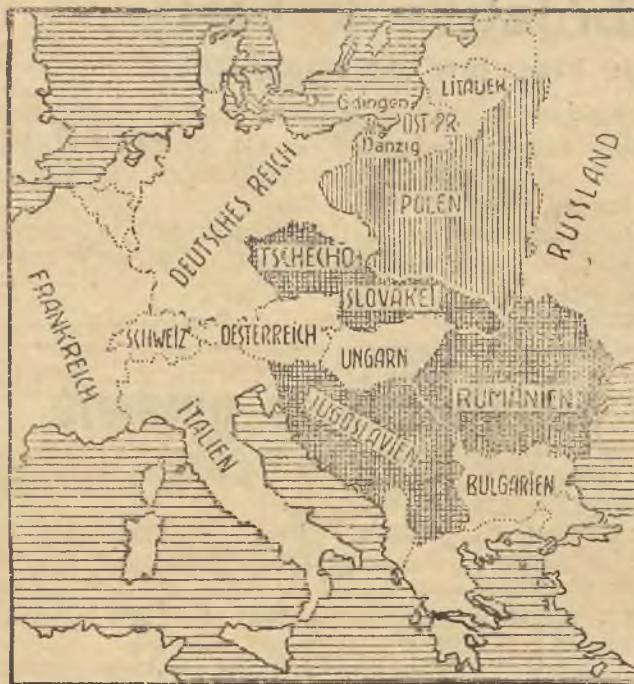 LITAUEN
Gdingen
OST-PR.
Danzig
DEUTSCHES REICH
POLEN
RUSSLAND
TSCHECHO
SLOVAKEI
FRANKREICH
SCHWEIZ
OESTERREICH
UNGARN
RUMÄNIEN
JUGOSLAVIEN
ITALIEN
BULGARIEN